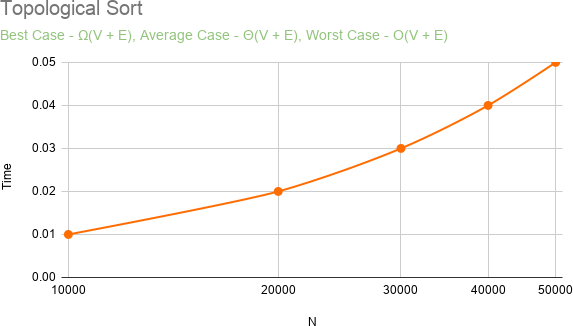 Topological Sort
Best Case - Ω(V + E), Average Case - Θ(V + E), Worst Case - O(V + E)
0.05
0.04
0.03
0.02
0.01
0.00
Time
10000 20000 30000 40000 50000
N